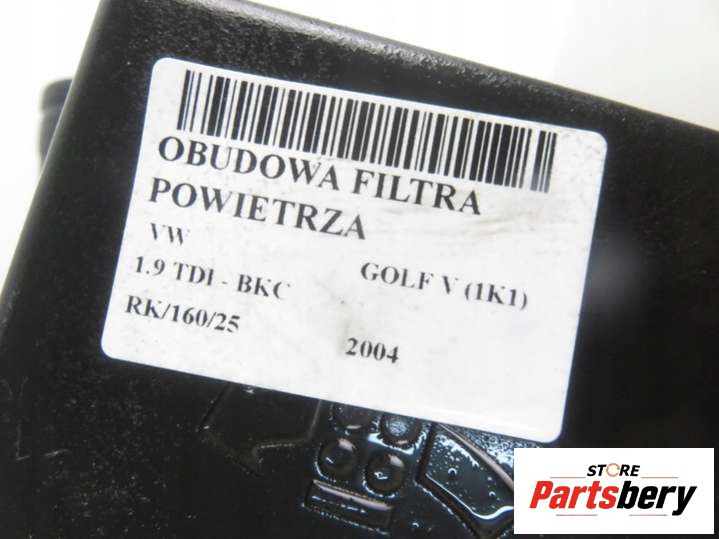 OBUDOWA FILTRA
POWIETRZA
VW
1.9 TDI - BKC GOLF V (1K1)
RK/160/25
2004
STORE
Partsbery